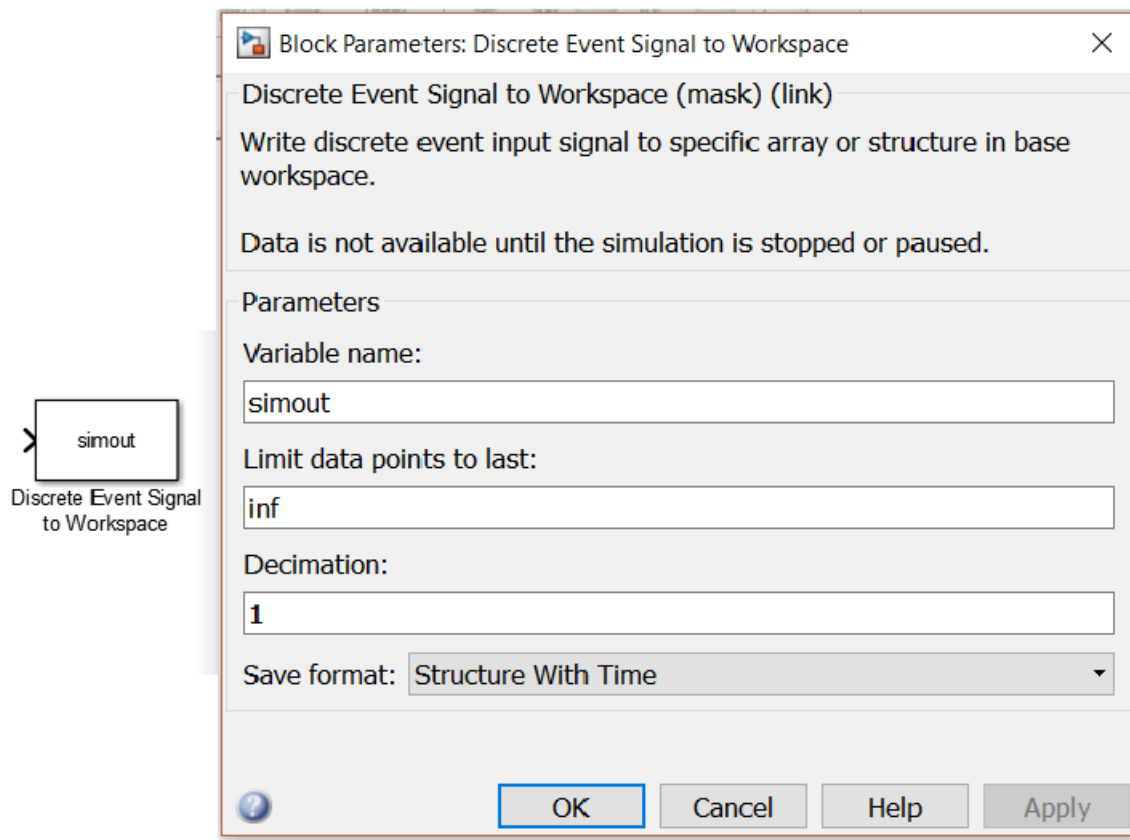 Block Parameters: Discrete Event Signal to Workspace
Discrete Event Signal to Workspace (mask) (link)
Write discrete event input signal to specific array or structure in base
workspace.
Data is not available until the simulation is stopped or paused.
Parameters
Variable name:
simout
Limit data points to last:
inf
Decimation:
1
Save format: Structure With Time
OK Cancel Help Apply
simout
Discrete Event Signal
to Workspace